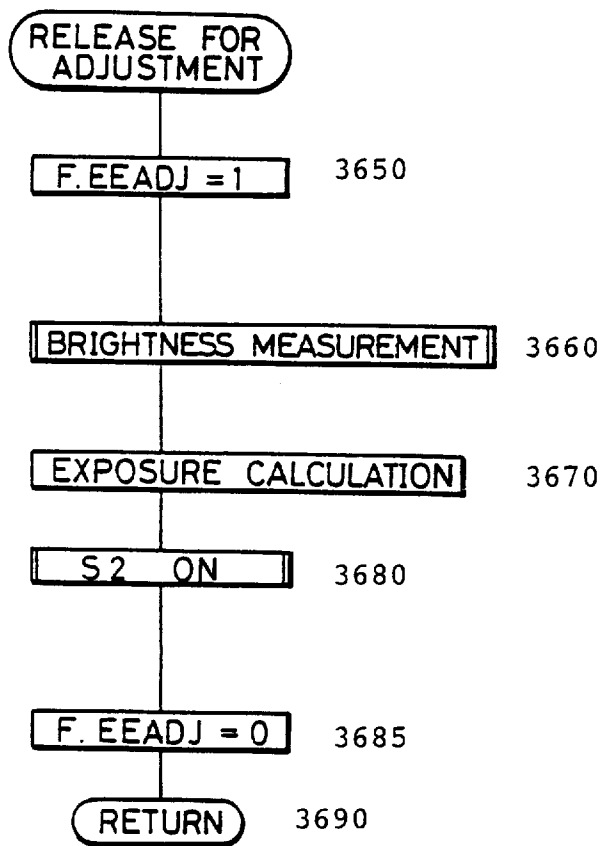 RELEASE FOR
ADJUSTMENT
F.EEADJ = 1 3650
BRIGHTNESS MEASUREMENT 3660
EXPOSURE CALCULATION 3670
S2 ON 3680
F. EEADJ = 0 3685
RETURN 3690